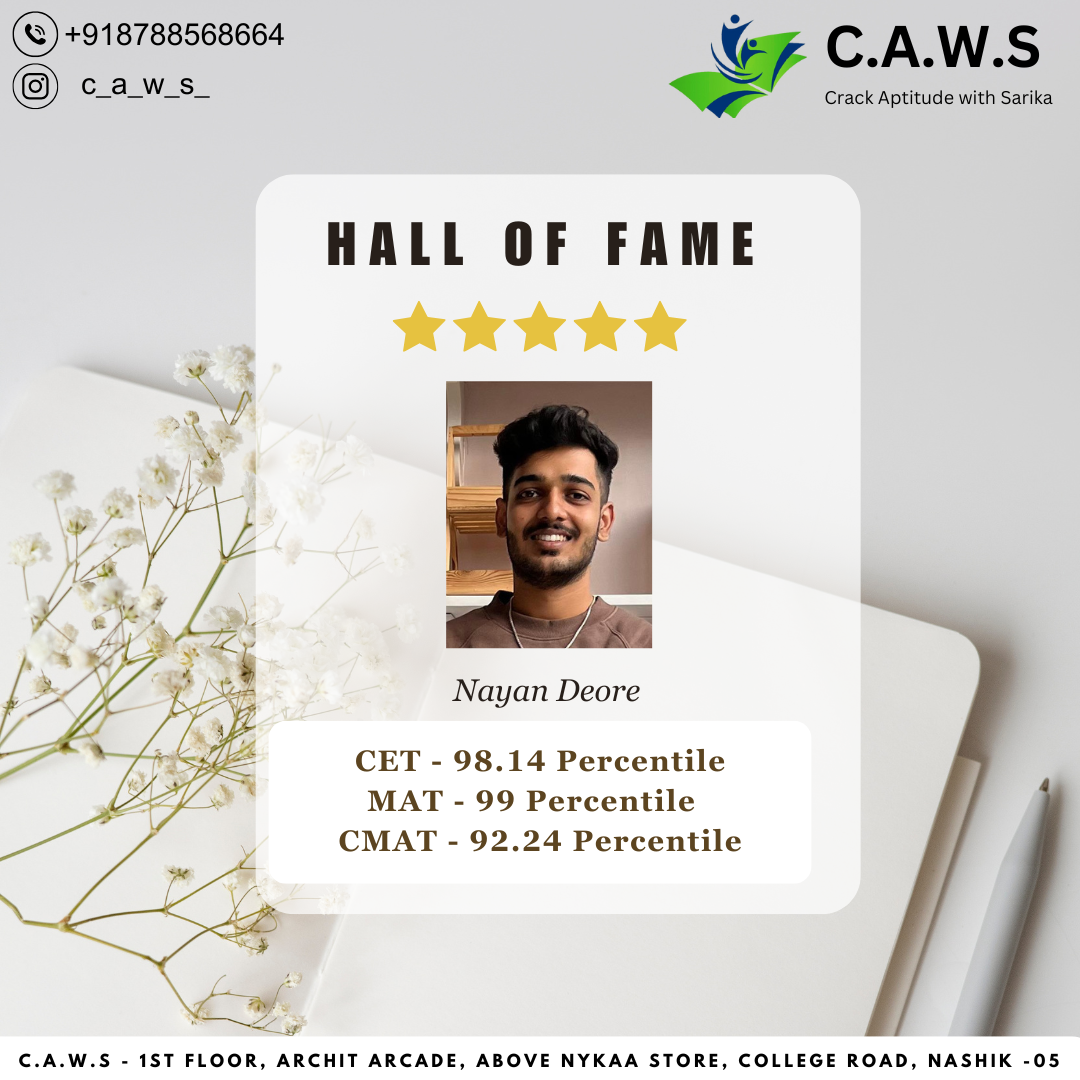 +918788568664
c_a_w_s_
C.A.W.S
Crack Aptitude with Sarika
HALL OF FAME
Nayan Deore
CET - 98.14 Percentile
MAT - 99 Percentile
CMAT - 92.24 Percentile
C.A.W.S - 1ST FLOOR, ARCHIT ARCADE, ABOVE NYKAA STORE, COLLEGE ROAD, NASHIK -05